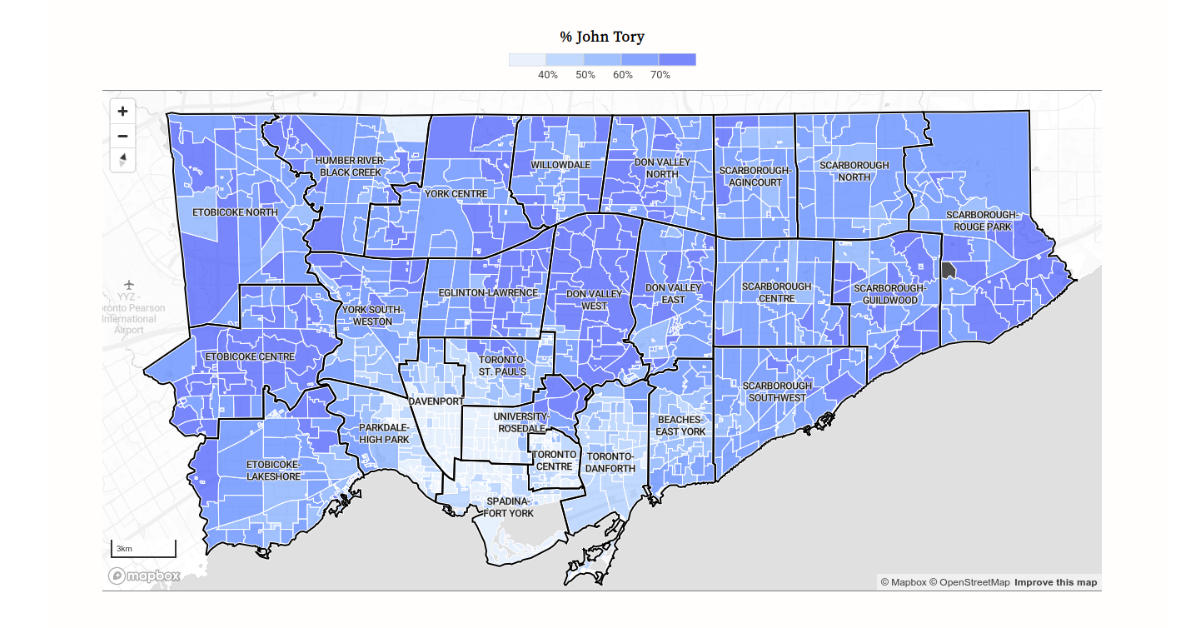 % John Tory
40% 50% 60% 70%
+
−
HUMBER RIVER-
BLACK CREEK
WILLOWDALE
DON VALLEY
NORTH
SCARBOROUGH-
AGINCOURT
SCARBOROUGH
NORTH
YORK CENTRE
ETOBICOKE NORTH
SCARBOROUGH-
ROUGE PARK
YYZ -
ronto Pearson
International
Airport
EGLINTON-LAWRENCE
DON VALLEY
WEST
DON VALLEY
EAST
SCARBOROUGH
CENTRE
SCARBOROUGH-
GUILDWOOD
YORK SOUTH-
WESTON
ETOBICOKE CENTRE
TORONTO-
ST. PAUL'S
SCARBOROUGH
SOUTHWEST
DAVENPORT
PARKDALE-
HIGH PARK
UNIVERSITY-
ROSEDALE
BEACHES-
EAST YORK
TORONTO
CENTRE
TORONTO-
DANFORTH
ETOBICOKE-
LAKESHORE
SPADINA-
FORT YORK
3km
mapbox
© Mapbox © OpenStreetMap Improve this map